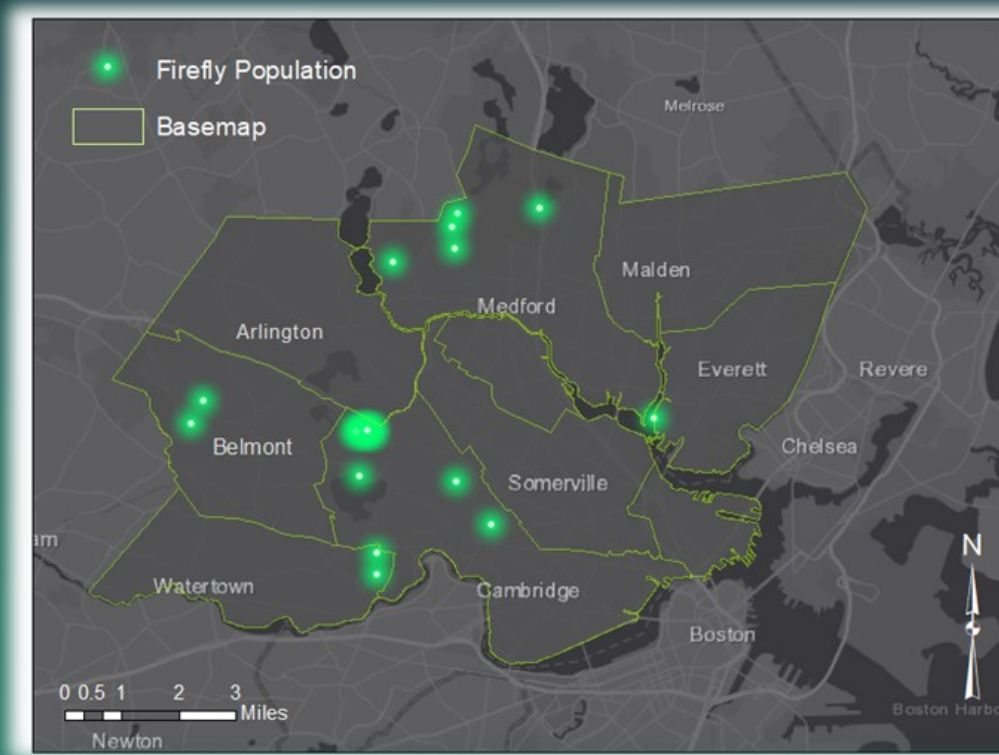 Firefly Population
Basemap
Melrose
Malden
Medford
Arlington
Everett
Revere
Belmont
Chelsea
Somerville
am
N
Watertown
Cambridge
Boston
0 0.5 1 2 3
Miles
Boston Harbo
Newton